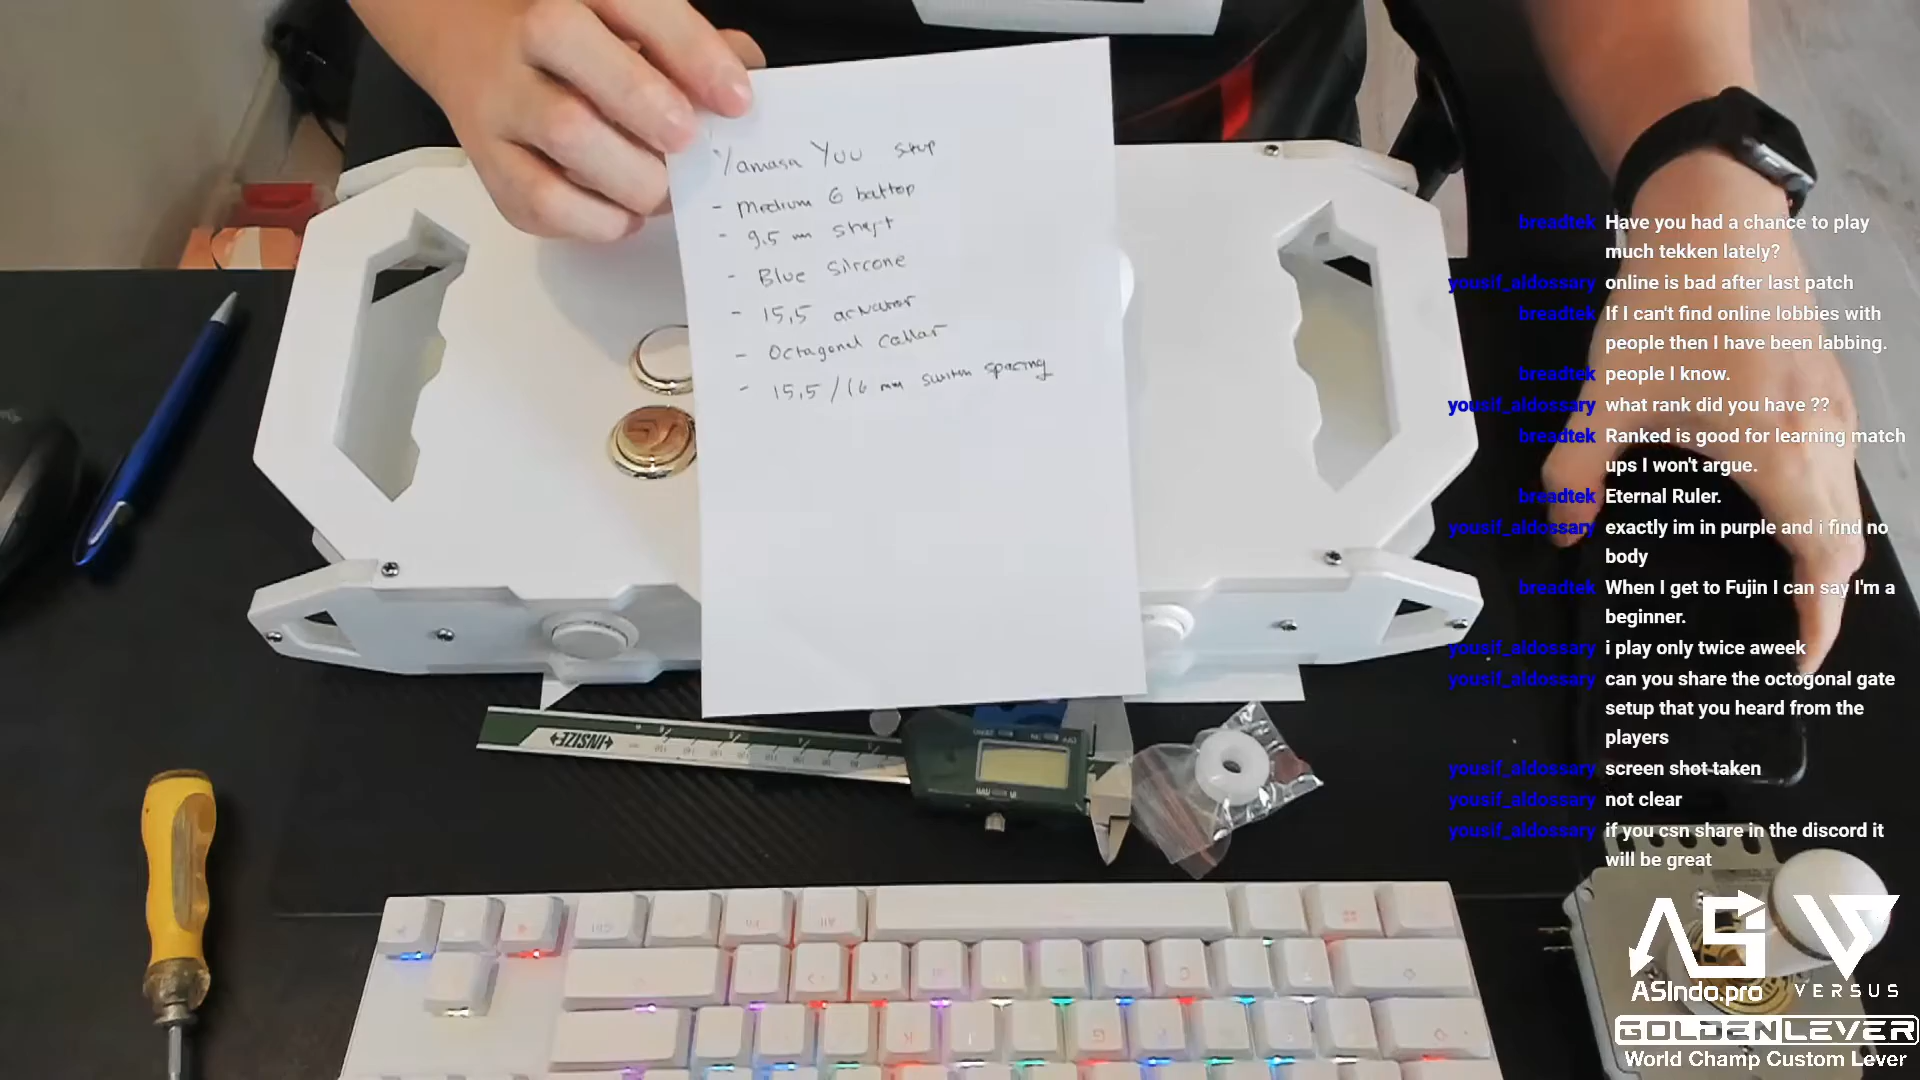 Yamasa YUU setup
- Medium G battop
- 9.5 mm shaft
- Blue silicone
- 15,5 actuator
- Octagonal collar
- 15,5 / 16 mm switch spacing
INSIZE
breadtek Have you had a chance to play
much tekken lately?
yousif_aldossary online is bad after last patch
breadtek If I can't find online lobbies with
people then I have been labbing.
breadtek people I know.
yousif_aldossary what rank did you have ??
breadtek Ranked is good for learning match
ups I won't argue.
breadtek Eternal Ruler.
yousif_aldossary exactly im in purple and i find no
body
breadtek When I get to Fujin I can say I'm a
beginner.
yousif_aldossary i play only twice aweek
yousif_aldossary can you share the octogonal gate
setup that you heard from the
players
yousif_aldossary screen shot taken
yousif_aldossary not clear
yousif_aldossary if you csn share in the discord it
will be great
ASIndo.pro
VERSUS
GOLDENLEVER
World Champ Custom Lever